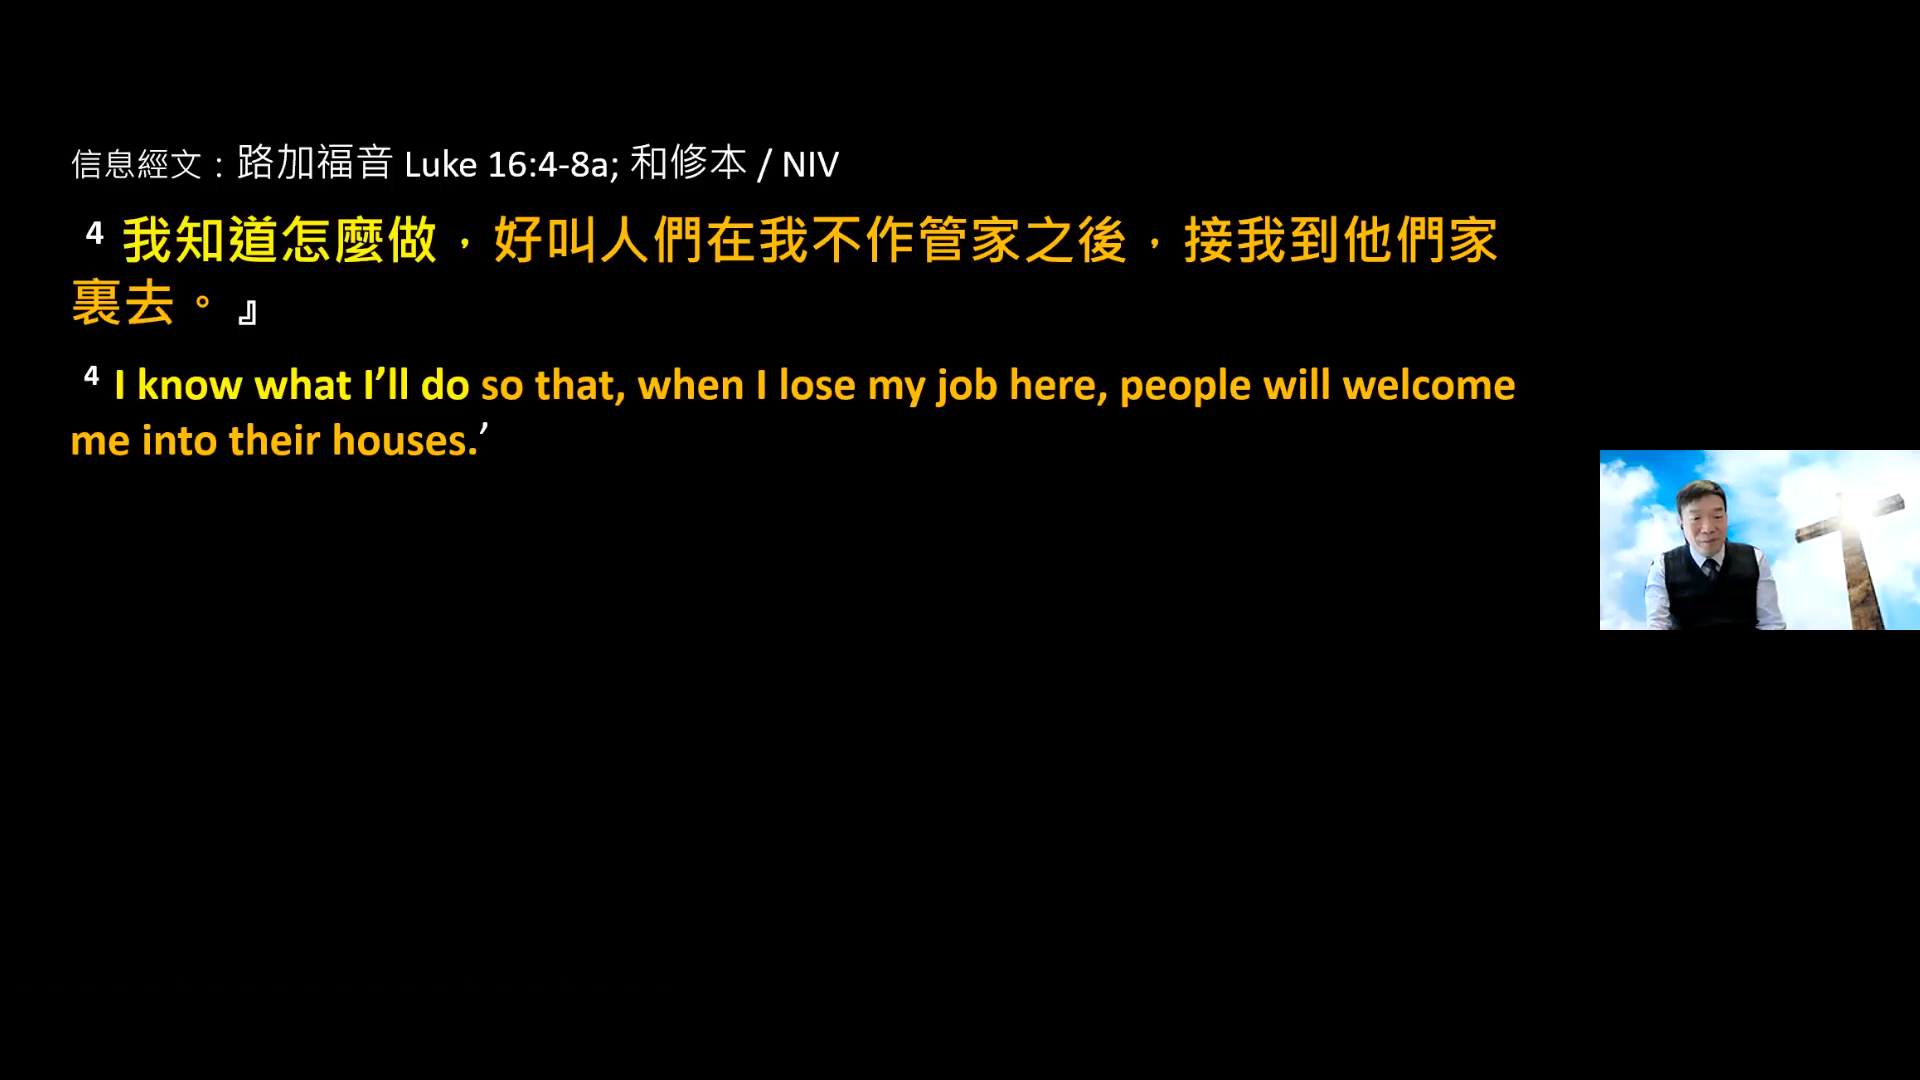 信息經文：路加福音 Luke 16:4-8a; 和修本 / NIV
4 我知道怎麼做，好叫人們在我不作管家之後，接我到他們家
裏去。』
4 I know what I’ll do so that, when I lose my job here, people will welcome
me into their houses.’